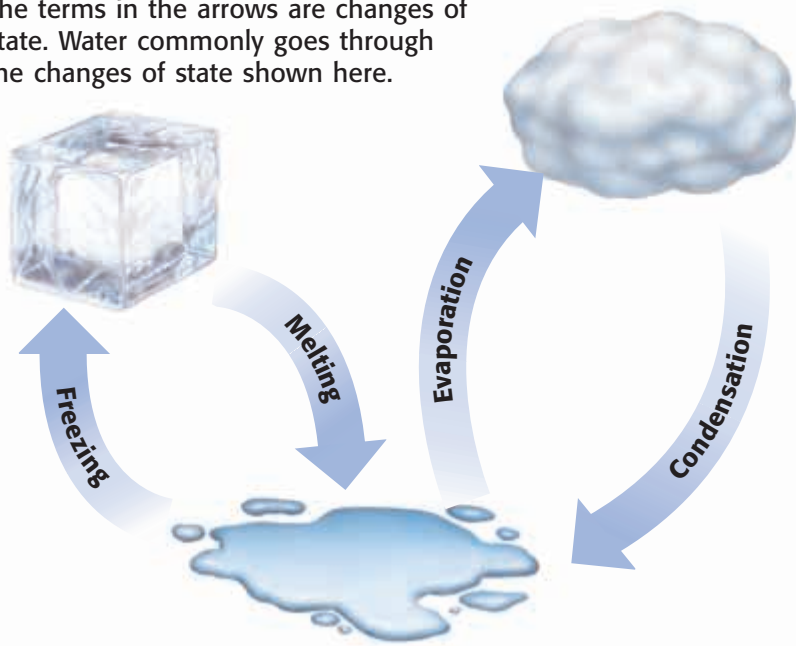 he terms in the arrows are changes of
tate. Water commonly goes through
he changes of state shown here.
Melting
Freezing
Evaporation
Condensation